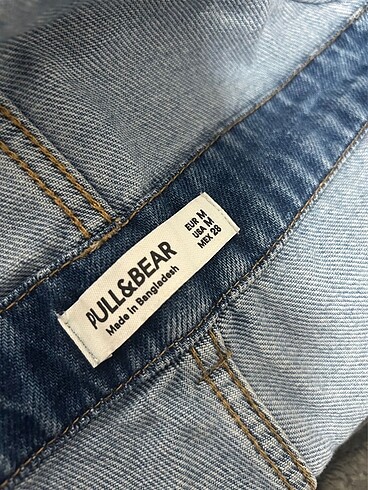 PULL&BEAR
Made in Bangladesh
EUR M
USA M
MEX 28